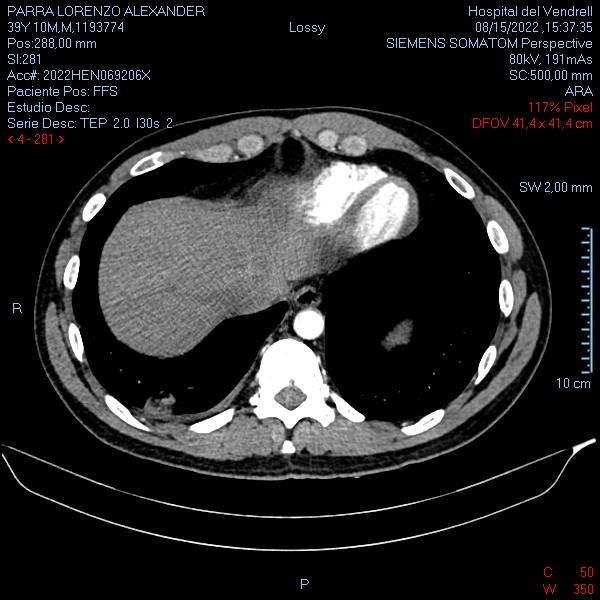 PARRA LORENZO ALEXANDER
39Y 10M,M,1193774
Pos:288,00 mm
SI:281
Acc#: 2022HEN069206X
Paciente Pos: FFS
Estudio Desc:
Serie Desc: TEP 2.0 I30s 2
< 4 - 281 >
Lossy
Hospital del Vendrell
08/15/2022 ,15:37:35
SIEMENS SOMATOM Perspective
80kV, 191mAs
SC:500,00 mm
ARA
117% Pixel
DFOV 41,4 x 41,4 cm
SW 2,00 mm
R
10 cm
P
C 50
W 350